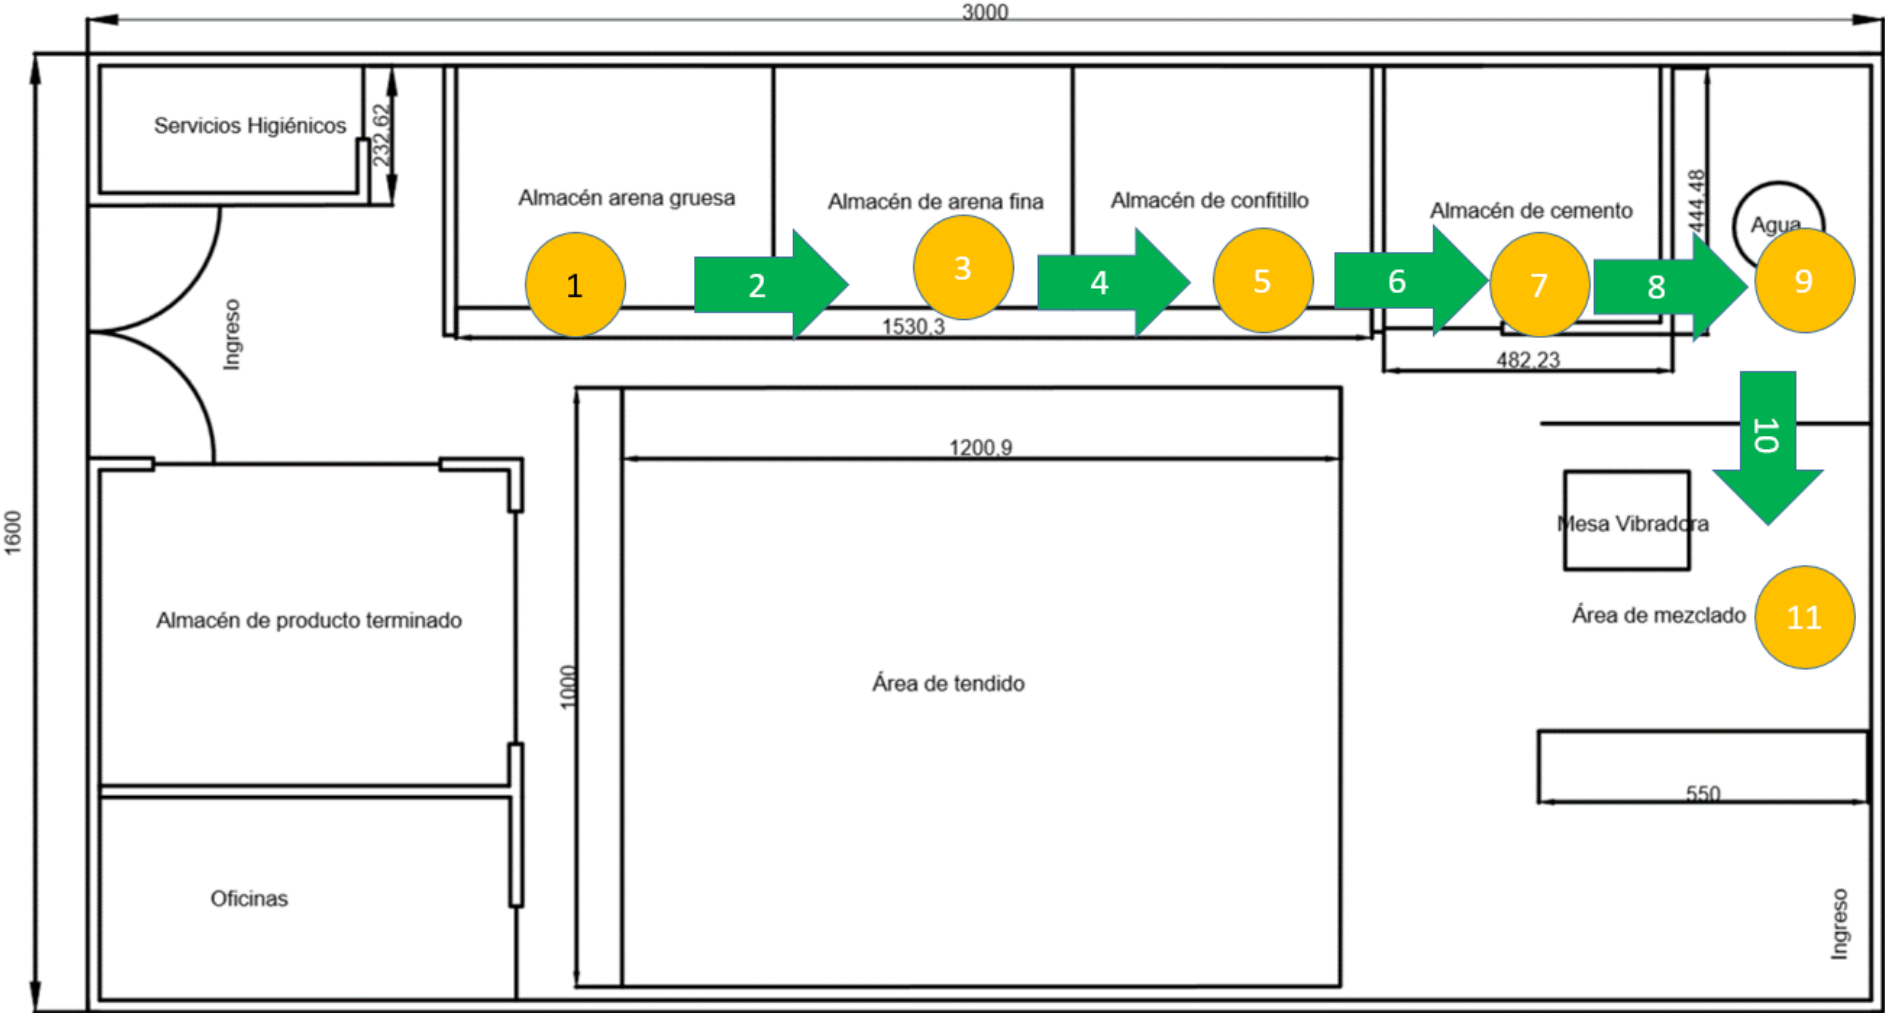 3000
Servicios Higiénicos
232,62
Almacén arena gruesa
Almacén de arena fina
Almacén de confitillo
Almacén de cemento
444,48
Agua
1
2
3
4
5
6
7
8
9
1530,3
482,23
Ingreso
10
1200,9
1600
Mesa Vibradora
Almacén de producto terminado
Área de mezclado
11
1000
Área de tendido
550
Oficinas
Ingreso